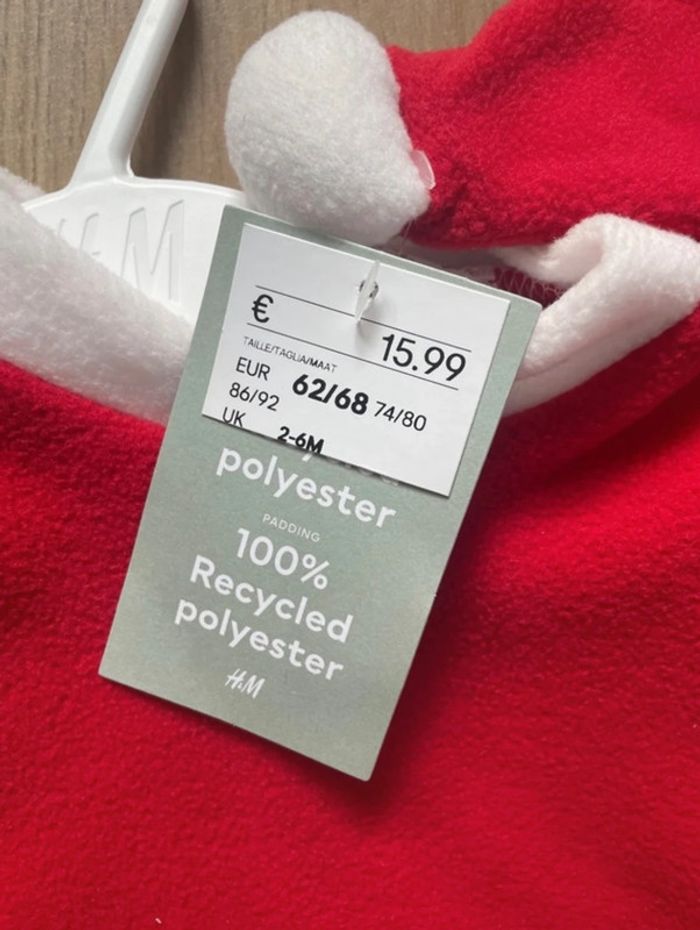 H&M
€
15.99
TAILLE/TAGLIA/MAAT
EUR 62/68 74/80
86/92
UK 2-6M
polyester
PADDING
100%
Recycled
polyester
H&M